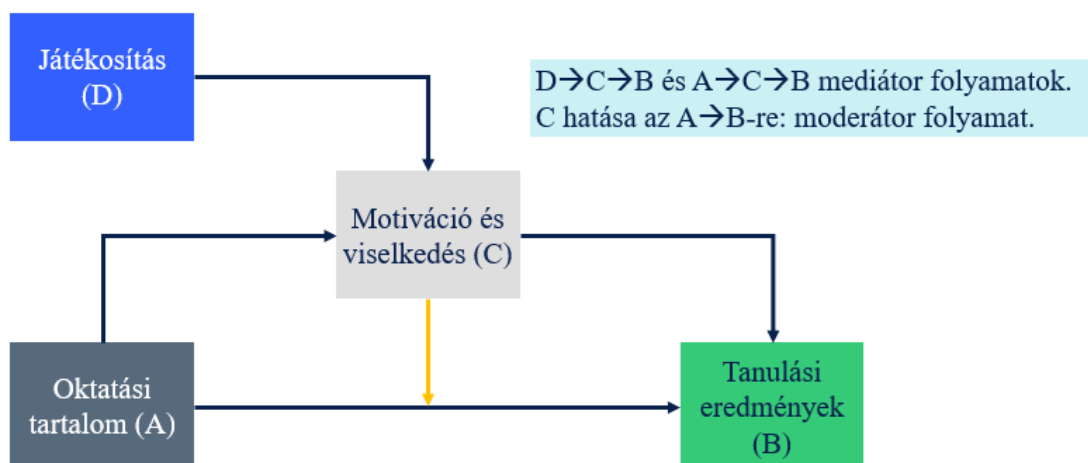 Játékosítás
(D)
D→C→B és A→C→B mediátor folyamatok.
C hatása az A→B-re: moderátor folyamat.
Motiváció és
viselkedés (C)
Oktatási
tartalom (A)
Tanulási
eredmények
(B)